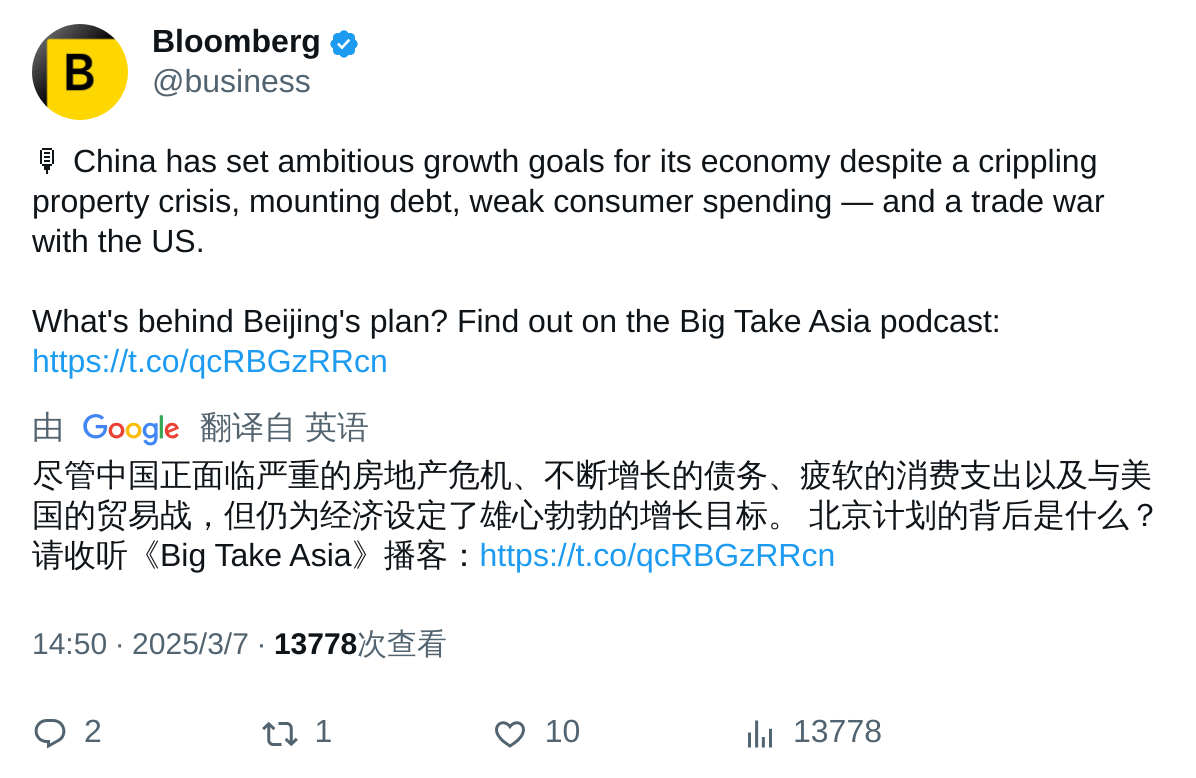 B
Bloomberg
@business
🎙 China has set ambitious growth goals for its economy despite a crippling
property crisis, mounting debt, weak consumer spending — and a trade war
with the US.
What's behind Beijing's plan? Find out on the Big Take Asia podcast:
https://t.co/qcRBGzRRcn
由 Google 翻译自 英语
尽管中国正面临严重的房地产危机、不断增长的债务、疲软的消费支出以及与美
国的贸易战，但仍为经济设定了雄心勃勃的增长目标。 北京计划的背后是什么？
请收听《Big Take Asia》播客：https://t.co/qcRBGzRRcn
14:50 · 2025/3/7 · 13778次查看
2 1 10 13778